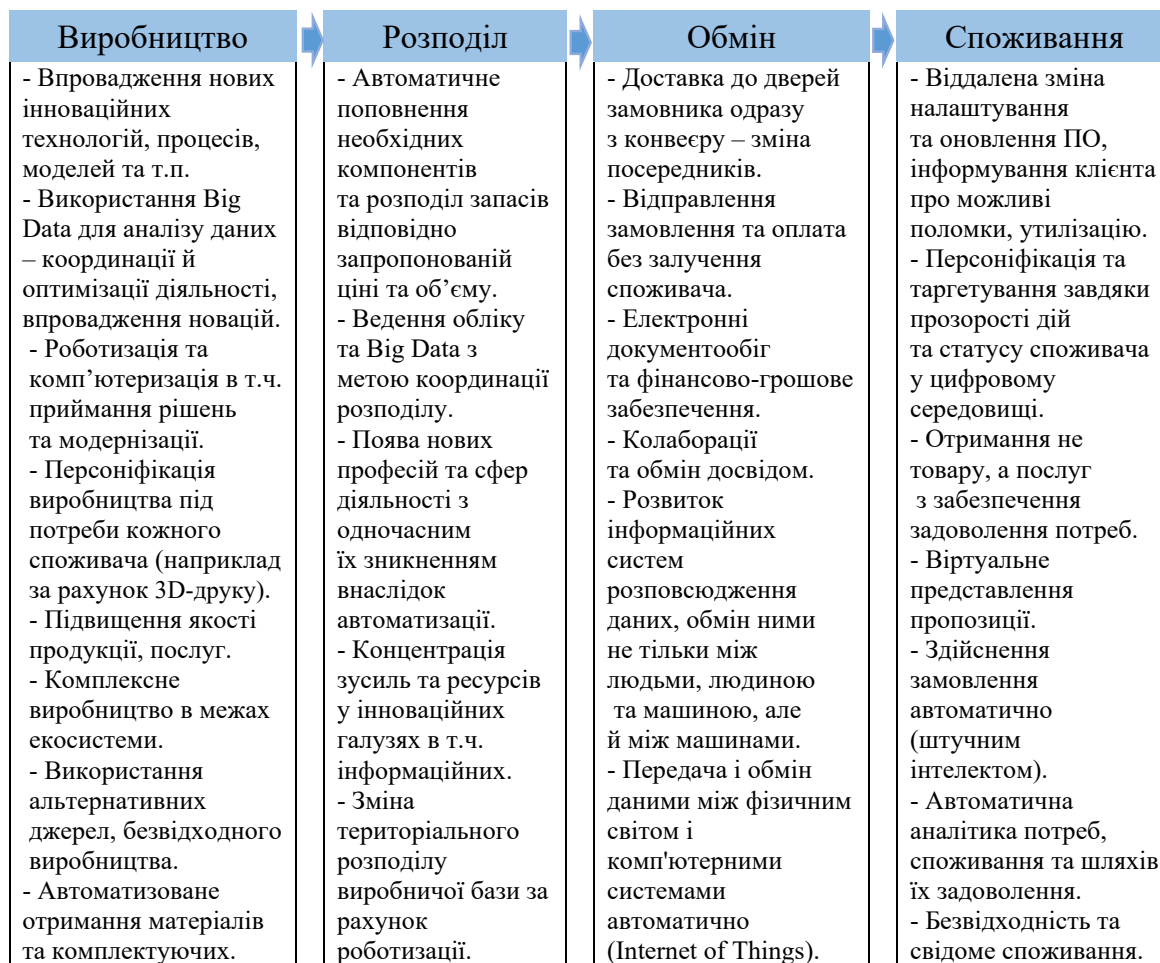 Виробництво
- Впровадження нових
інноваційних
технологій, процесів,
моделей та т.п.
- Використання Big
Data для аналізу даних
– координації й
оптимізації діяльності,
впровадження новацій.
- Роботизація та
комп’ютеризація в т.ч.
приймання рішень
та модернізації.
- Персоніфікація
виробництва під
потреби кожного
споживача (наприклад
за рахунок 3D-друку).
- Підвищення якості
продукції, послуг.
- Комплексне
виробництво в межах
екосистеми.
- Використання
альтернативних
джерел, безвідходного
виробництва.
- Автоматизоване
отримання матеріалів
та комплектуючих.
Розподіл
- Автоматичне
поповнення
необхідних
компонентів
та розподіл запасів
відповідно
запропонованій
ціні та об’єму.
- Ведення обліку
та Big Data з
метою координації
розподілу.
- Поява нових
професій та сфер
діяльності з
одночасним
їх зникненням
внаслідок
автоматизації.
- Концентрація
зусиль та ресурсів
у інноваційних
галузях в т.ч.
інформаційних.
- Зміна
територіального
розподілу
виробничої бази за
рахунок
роботизації.
Обмін
- Доставка до дверей
замовника одразу
з конвеєру – зміна
посередників.
- Відправлення
замовлення та оплата
без залучення
споживача.
- Електронні
документообіг
та фінансово-грошове
забезпечення.
- Колаборації
та обмін досвідом.
- Розвиток
інформаційних
систем
розповсюдження
даних, обмін ними
не тільки між
людьми, людиною
та машиною, але
й між машинами.
- Передача і обмін
даними між фізичним
світом і
комп'ютерними
системами
автоматично
(Internet of Things).
Споживання
- Віддалена зміна
налаштування
та оновлення ПО,
інформування клієнта
про можливі
поломки, утилізацію.
- Персоніфікація та
таргетування завдяки
прозорості дій
та статусу споживача
у цифровому
середовищі.
- Отримання не
товару, а послуг
з забезпечення
задоволення потреб.
- Віртуальне
представлення
пропозиції.
- Здійснення
замовлення
автоматично
(штучним
інтелектом).
- Автоматична
аналітика потреб,
споживання та шляхів
їх задоволення.
- Безвідходність та
свідоме споживання.